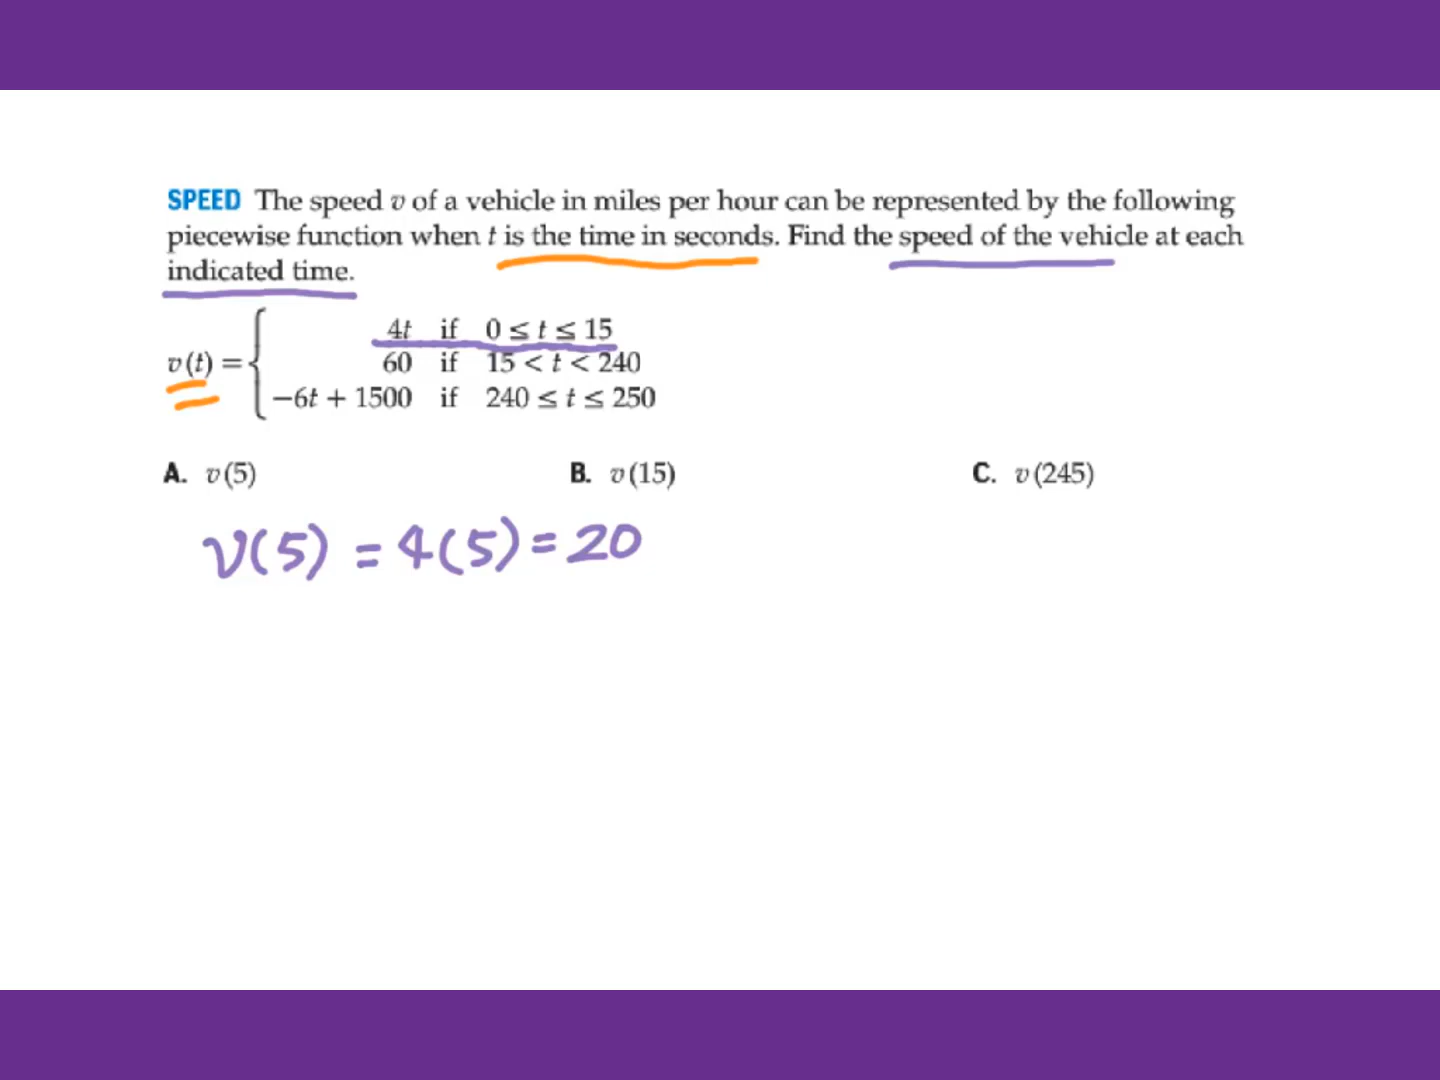 SPEED The speed v of a vehicle in miles per hour can be represented by the following
piecewise function when t is the time in seconds. Find the speed of the vehicle at each
indicated time.
4t if 0 ≤ t ≤ 15
v(t) = { 60 if 15 < t < 240
−6t + 1500 if 240 ≤ t ≤ 250
A. v(5) B. v(15) C. v(245)
v(5) = 4(5) = 20